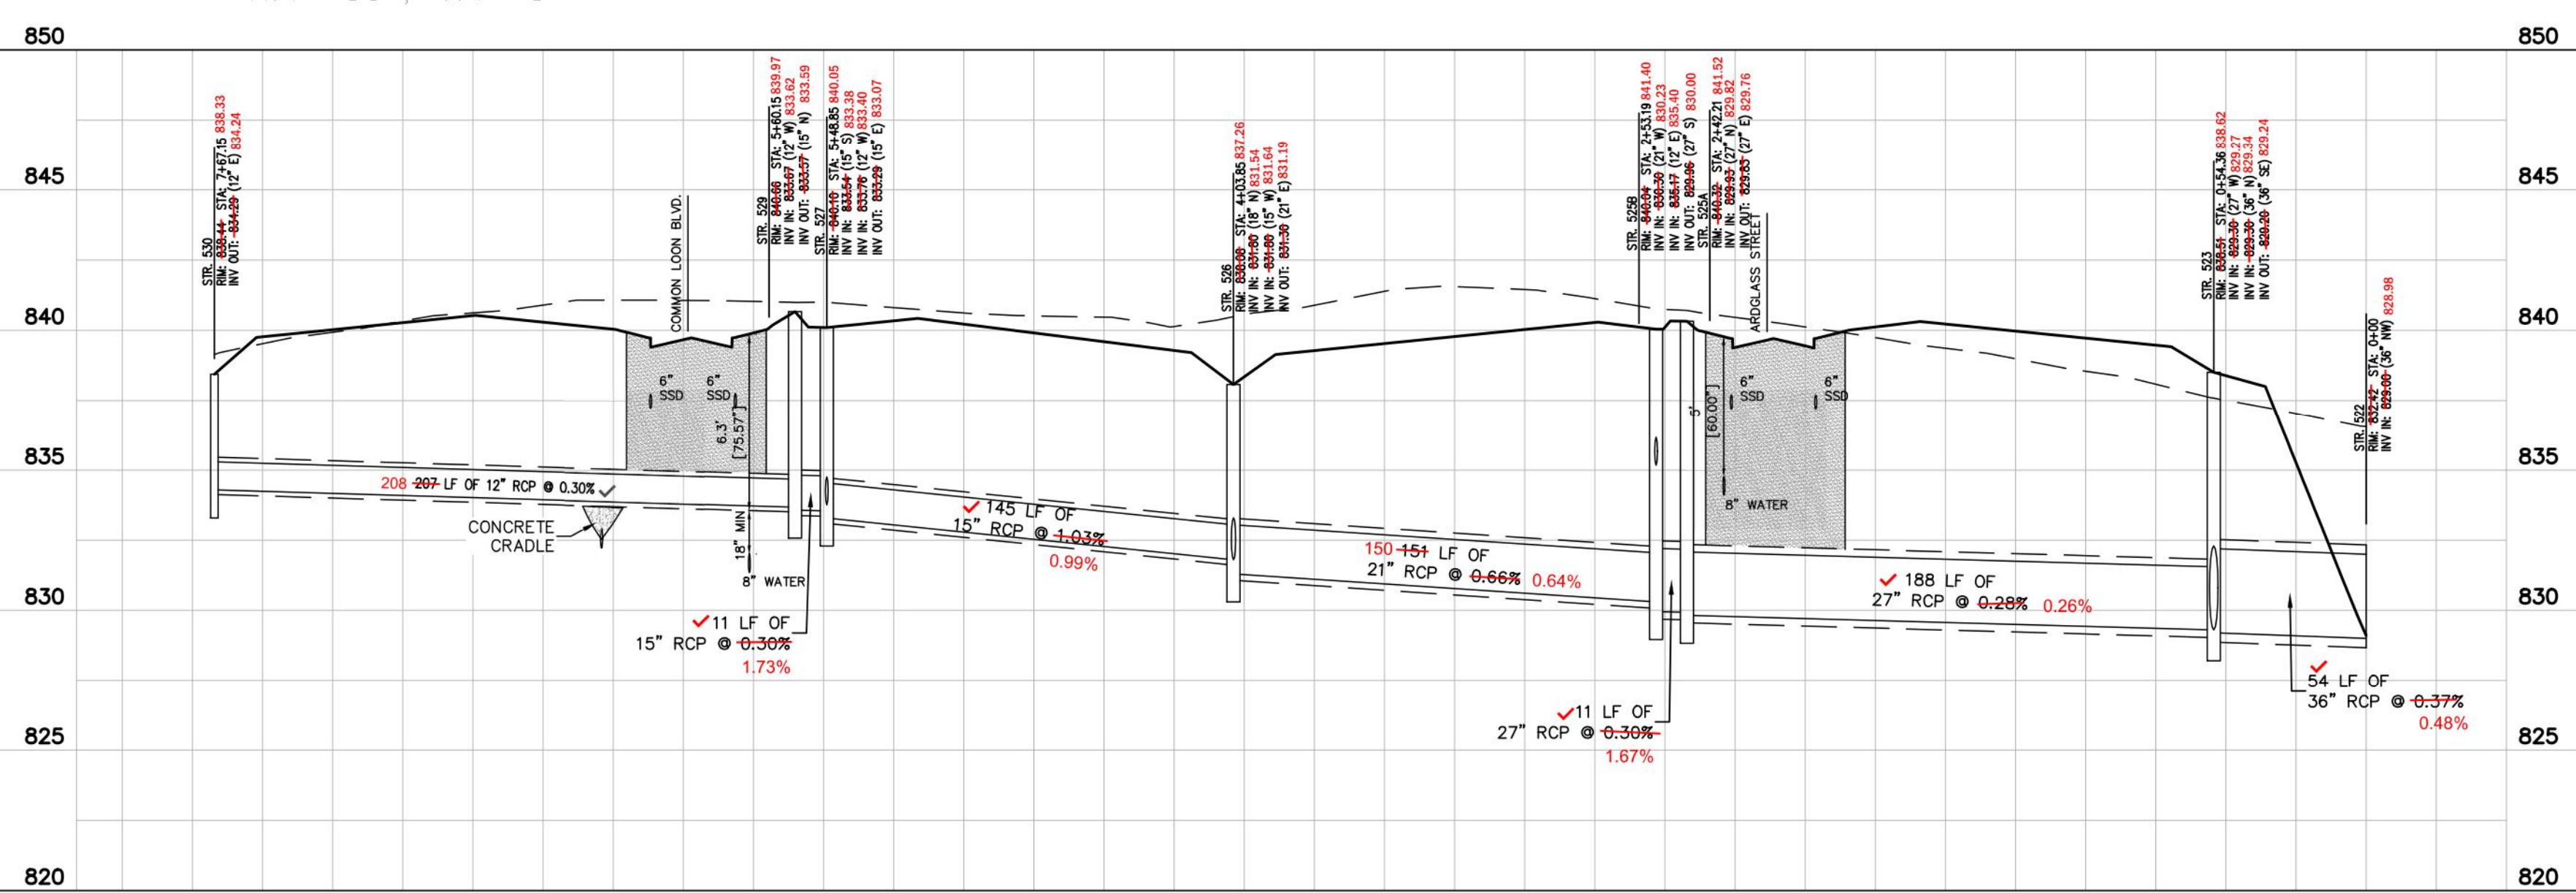 850
850
845
845
840
840
835
835
830
830
825
825
820
820
STR. 530
RIM: 838.44 STA: 7+67.15 838.33
INV OUT: 834.29 (12" E) 834.24
COMMON LOON BLVD.
STR. 529
RIM: 840.66 STA: 5+60.15 839.97
INV IN: 833.67 (12" W) 833.62
INV OUT: 833.57 (15" N) 833.59
STR. 527
RIM: 840.10 STA: 5+48.85 840.05
INV IN: 833.54 (15" S) 833.38
INV IN: 833.76 (12" W) 833.40
INV OUT: 833.29 (15" E) 833.07
STR. 526
RIM: 838.08 STA: 4+03.85 837.26
INV IN: 831.80 (18" N) 831.54
INV IN: 831.80 (15" W) 831.64
INV OUT: 831.30 (21" E) 831.19
STR. 525B
RIM: 840.04 STA: 2+53.19 841.40
INV IN: 830.30 (21" W) 830.23
INV IN: 835.17 (12" E) 835.40
INV OUT: 829.96 (27" S) 830.00
STR. 525A
RIM: 840.32 STA: 2+42.21 841.52
INV IN: 829.93 (27" N) 829.82
INV OUT: 829.83 (27" E) 829.76
ARDGLASS STREET
STR. 523
RIM: 838.51 STA: 0+54.36 838.62
INV IN: 829.30 (27" W) 829.27
INV IN: 829.30 (36" N) 829.34
INV OUT: 829.20 (36" SE) 829.24
STR. 522
RIM: 832.42 STA: 0+00
INV IN: 829.00 (36" NW) 828.98
6"
SSD
6"
SSD
6.3'
[75.57"]
18" MIN
8" WATER
208 207 LF OF 12" RCP @ 0.30%
CONCRETE
CRADLE
11 LF OF
15" RCP @ 0.30%
1.73%
145 LF OF
15" RCP @ 1.03%
0.99%
150 151 LF OF
21" RCP @ 0.66% 0.64%
11 LF OF
27" RCP @ 0.30%
1.67%
5'
[60.00"]
6"
SSD
6"
SSD
8" WATER
188 LF OF
27" RCP @ 0.28% 0.26%
54 LF OF
36" RCP @ 0.37%
0.48%